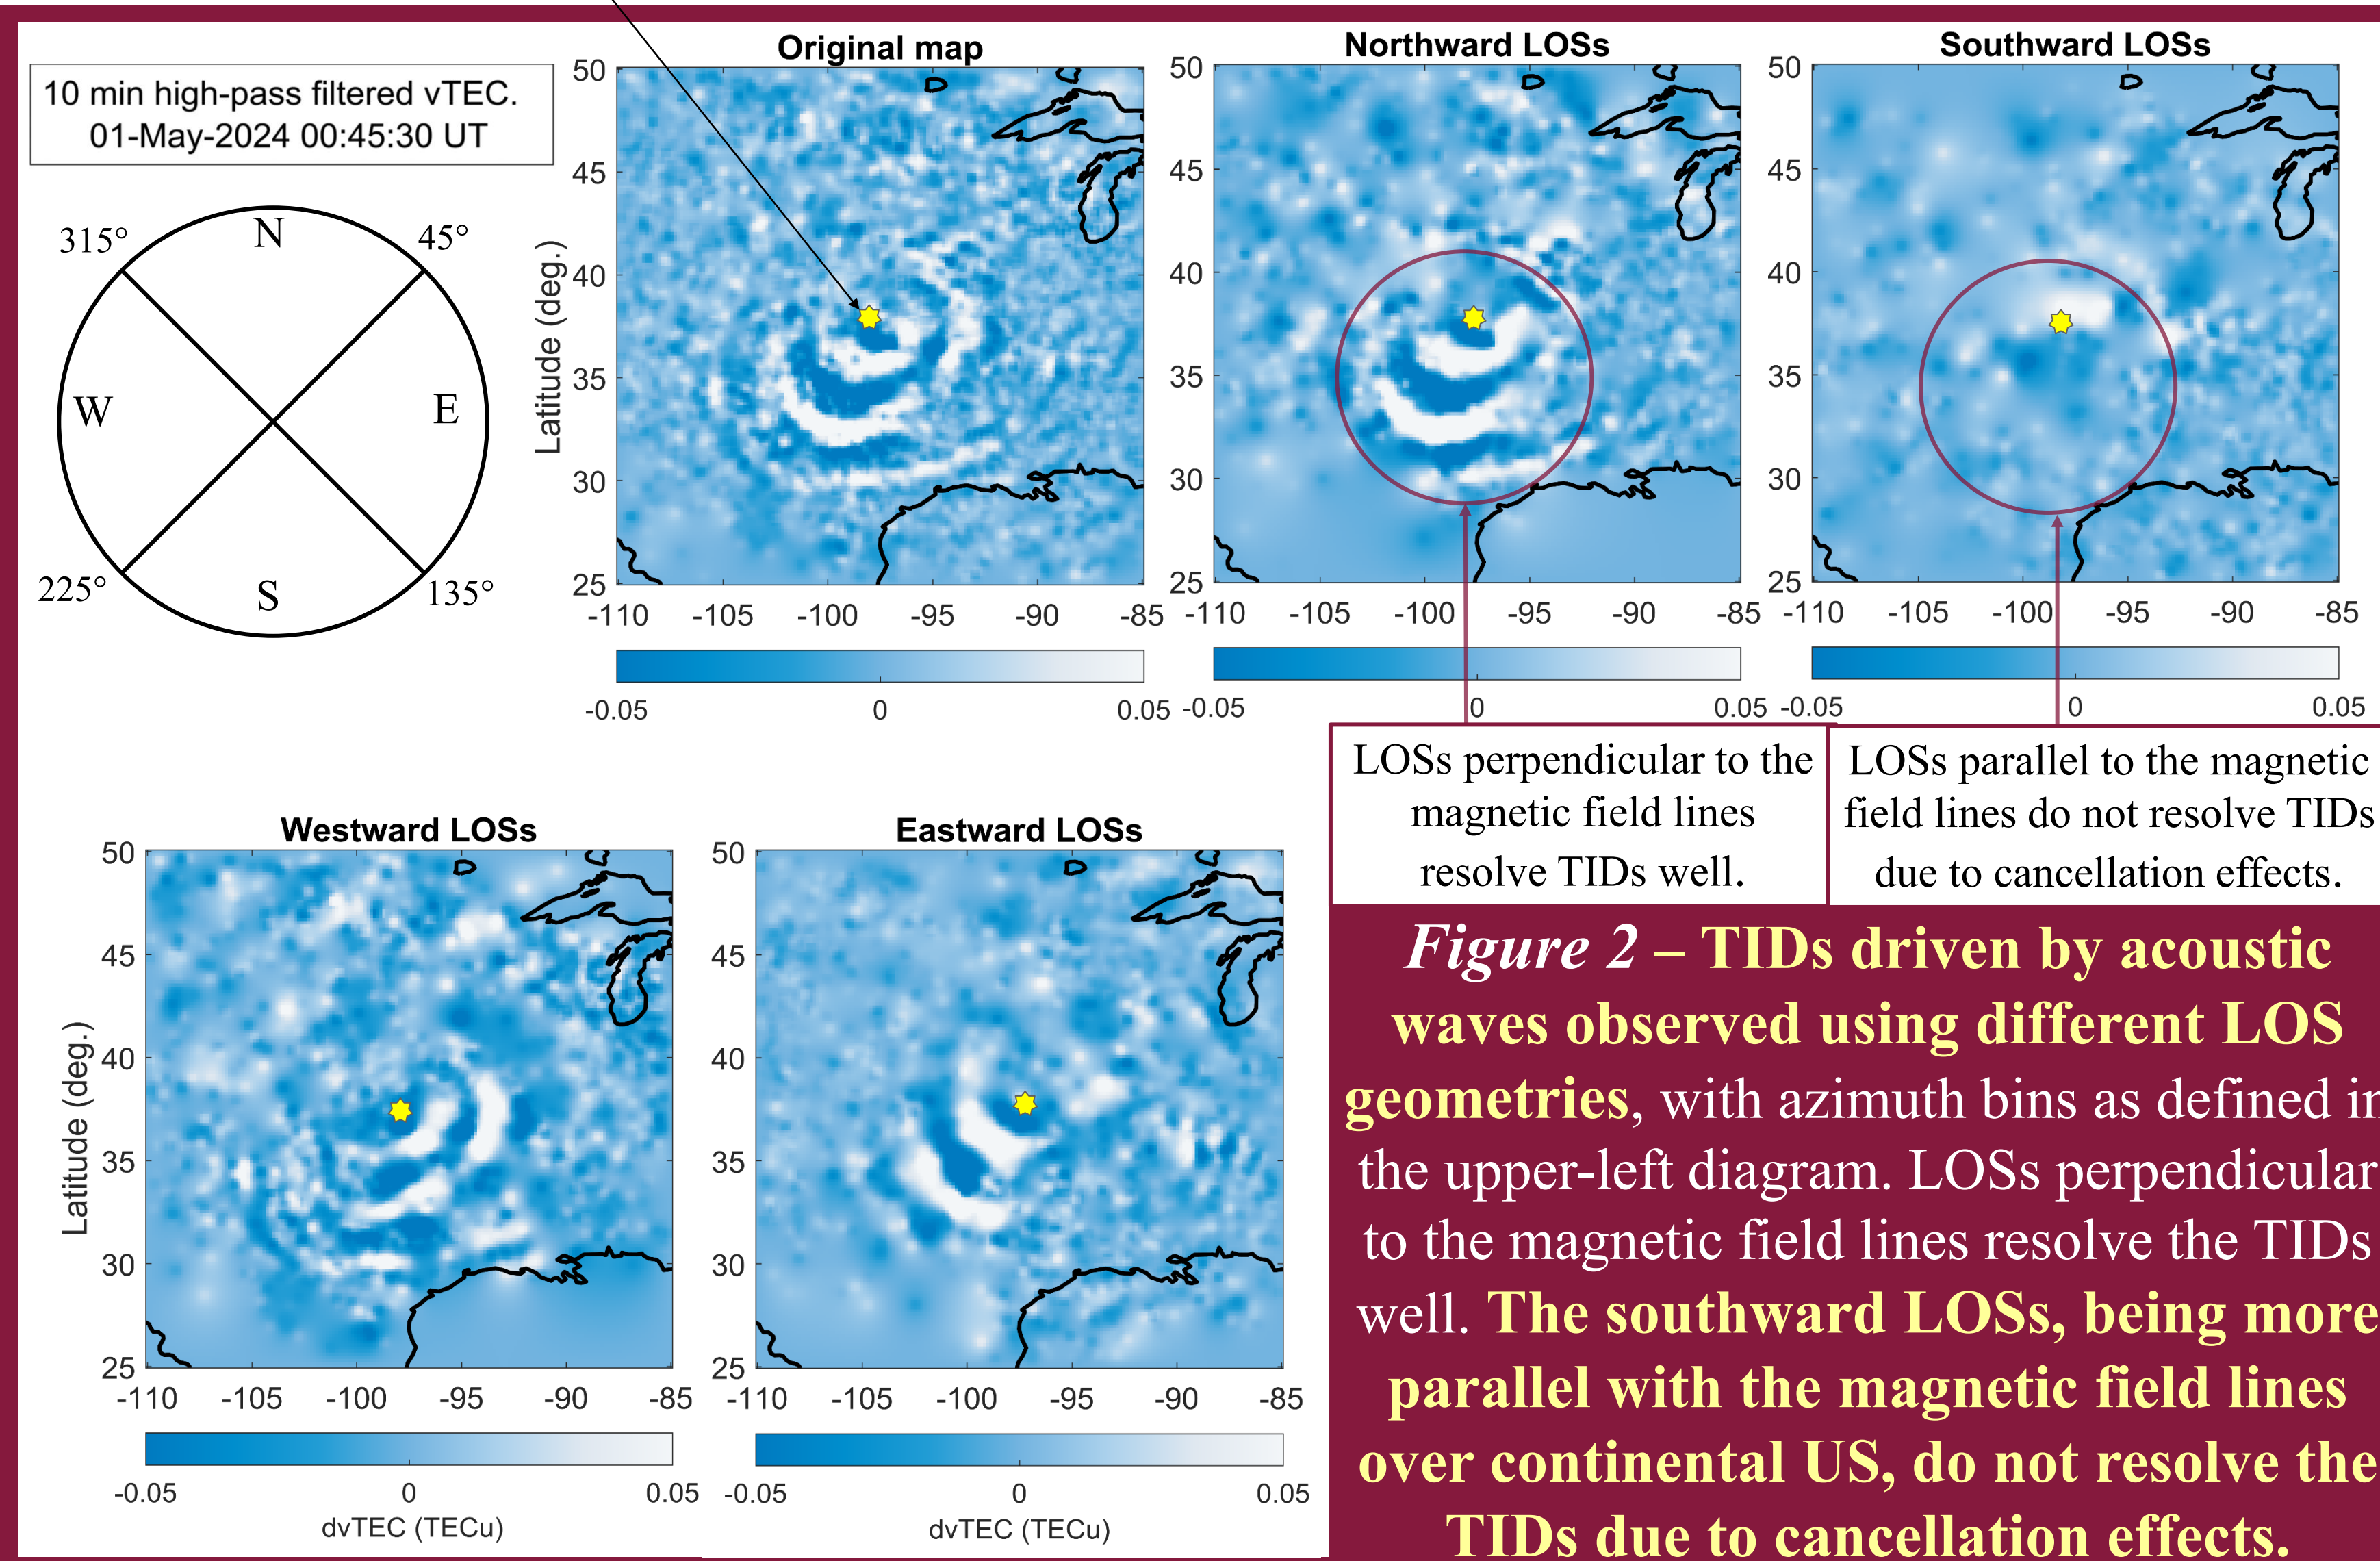 10 min high-pass filtered vTEC.
01-May-2024 00:45:30 UT
N
315°
45°
W
E
225°
135°
S
Original map
Latitude (deg.)
50
45
40
35
30
25
-110 -105 -100 -95 -90 -85
-0.05 0 0.05
Northward LOSs
50
45
40
35
30
25
-110 -105 -100 -95 -90 -85
-0.05 0 0.05
Southward LOSs
50
45
40
35
30
25
-110 -105 -100 -95 -90 -85
-0.05 0 0.05
LOSs perpendicular to the
magnetic field lines
resolve TIDs well.
LOSs parallel to the magnetic
field lines do not resolve TIDs
due to cancellation effects.
Westward LOSs
Latitude (deg.)
50
45
40
35
30
25
-110 -105 -100 -95 -90 -85
-0.05 0 0.05
dvTEC (TECu)
Eastward LOSs
50
45
40
35
30
25
-110 -105 -100 -95 -90 -85
-0.05 0 0.05
dvTEC (TECu)
Figure 2 – TIDs driven by acoustic
waves observed using different LOS
geometries, with azimuth bins as defined in
the upper-left diagram. LOSs perpendicular
to the magnetic field lines resolve the TIDs
well. The southward LOSs, being more
parallel with the magnetic field lines
over continental US, do not resolve the
TIDs due to cancellation effects.